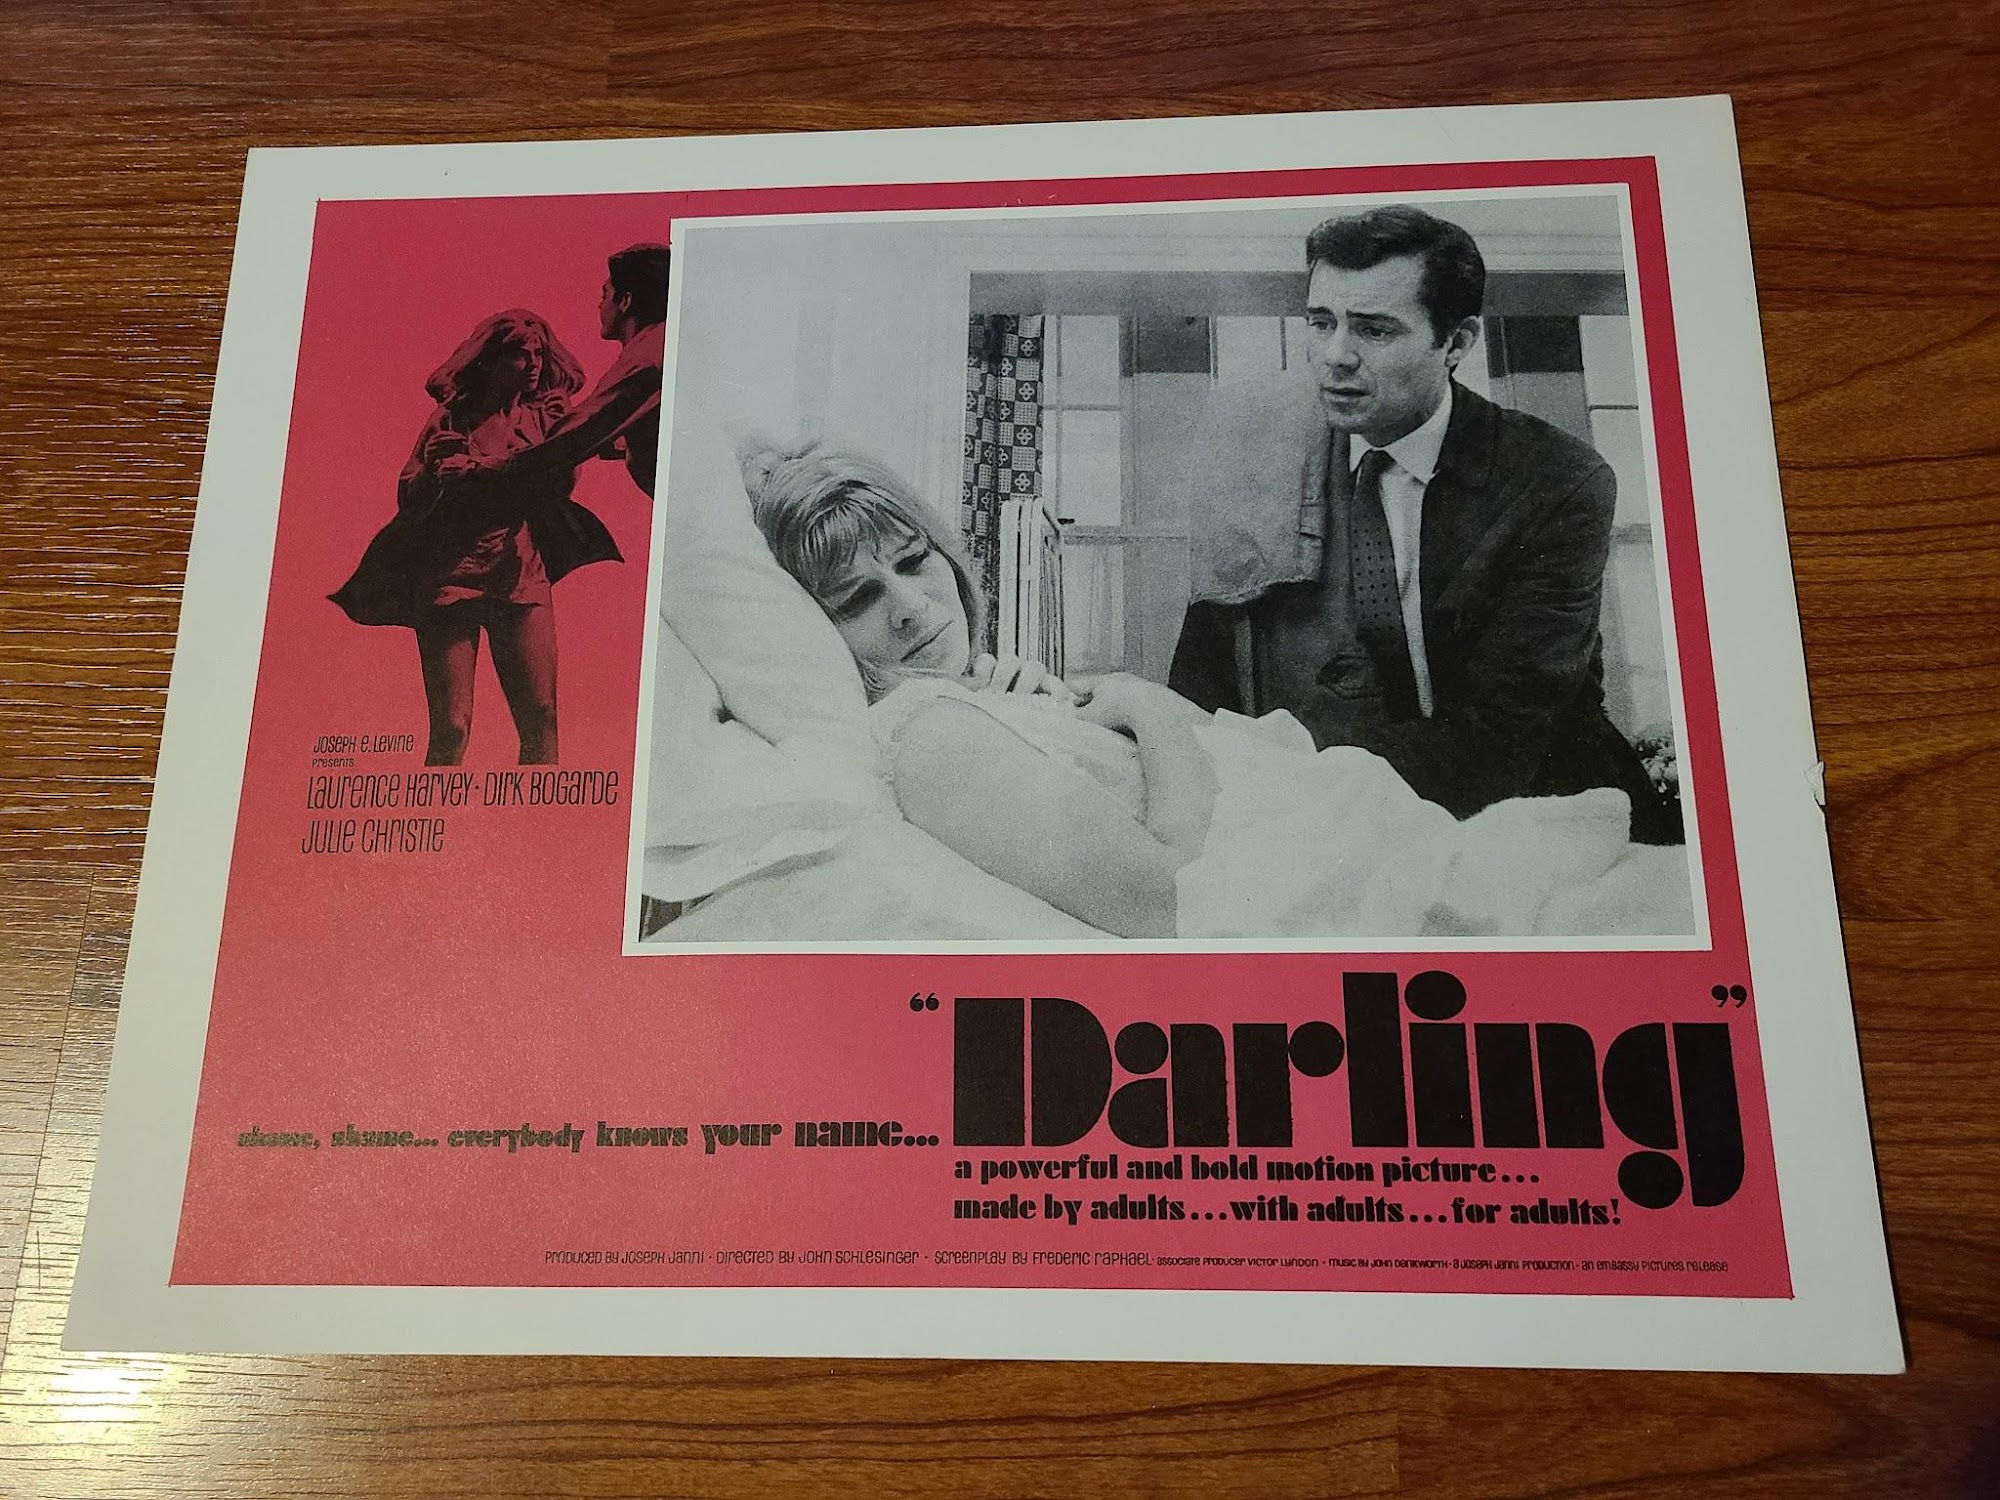 Joseph E. Levine
Presents
Laurence Harvey · Dirk Bogarde
Julie Christie
shame, shame... everybody knows your name...
“Darling”
a powerful and bold motion picture...
made by adults...with adults...for adults!
Produced by Joseph Janni · Directed by John Schlesinger · Screenplay by Frederic Raphael · Associate Producer Victor Lyndon · Music by John Dankworth · A Joseph Janni Production · An Embassy Pictures Release